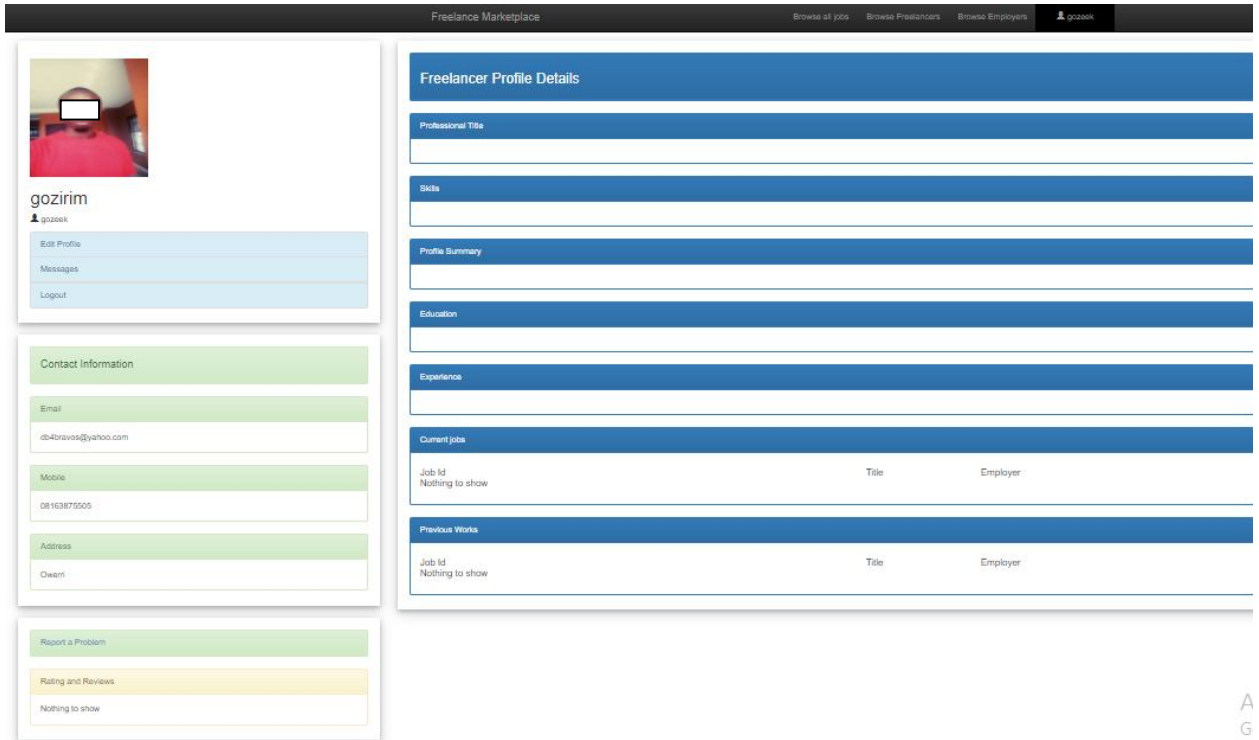 Freelance Marketplace
Browse all jobs Browse Freelancers Browse Employers gozeek
gozirim
gozeek
Edit Profile
Messages
Logout
Contact Information
Email
db4bravos@yahoo.com
Mobile
08163875505
Address
Owerri
Report a Problem
Rating and Reviews
Nothing to show
Freelancer Profile Details
Professional Title
Skills
Profile Summary
Education
Experience
Current jobs
Job Id Title Employer
Nothing to show
Previous Works
Job Id Title Employer
Nothing to show
A
G